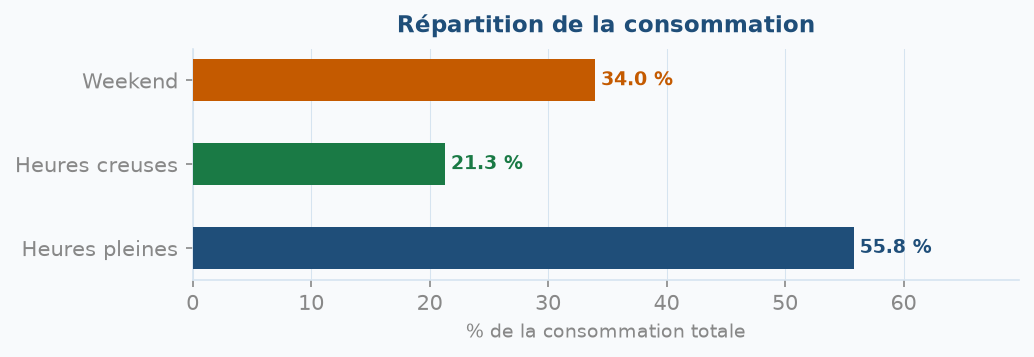 Répartition de la consommation
Weekend
34.0 %
Heures creuses
21.3 %
Heures pleines
55.8 %
0 10 20 30 40 50 60
% de la consommation totale